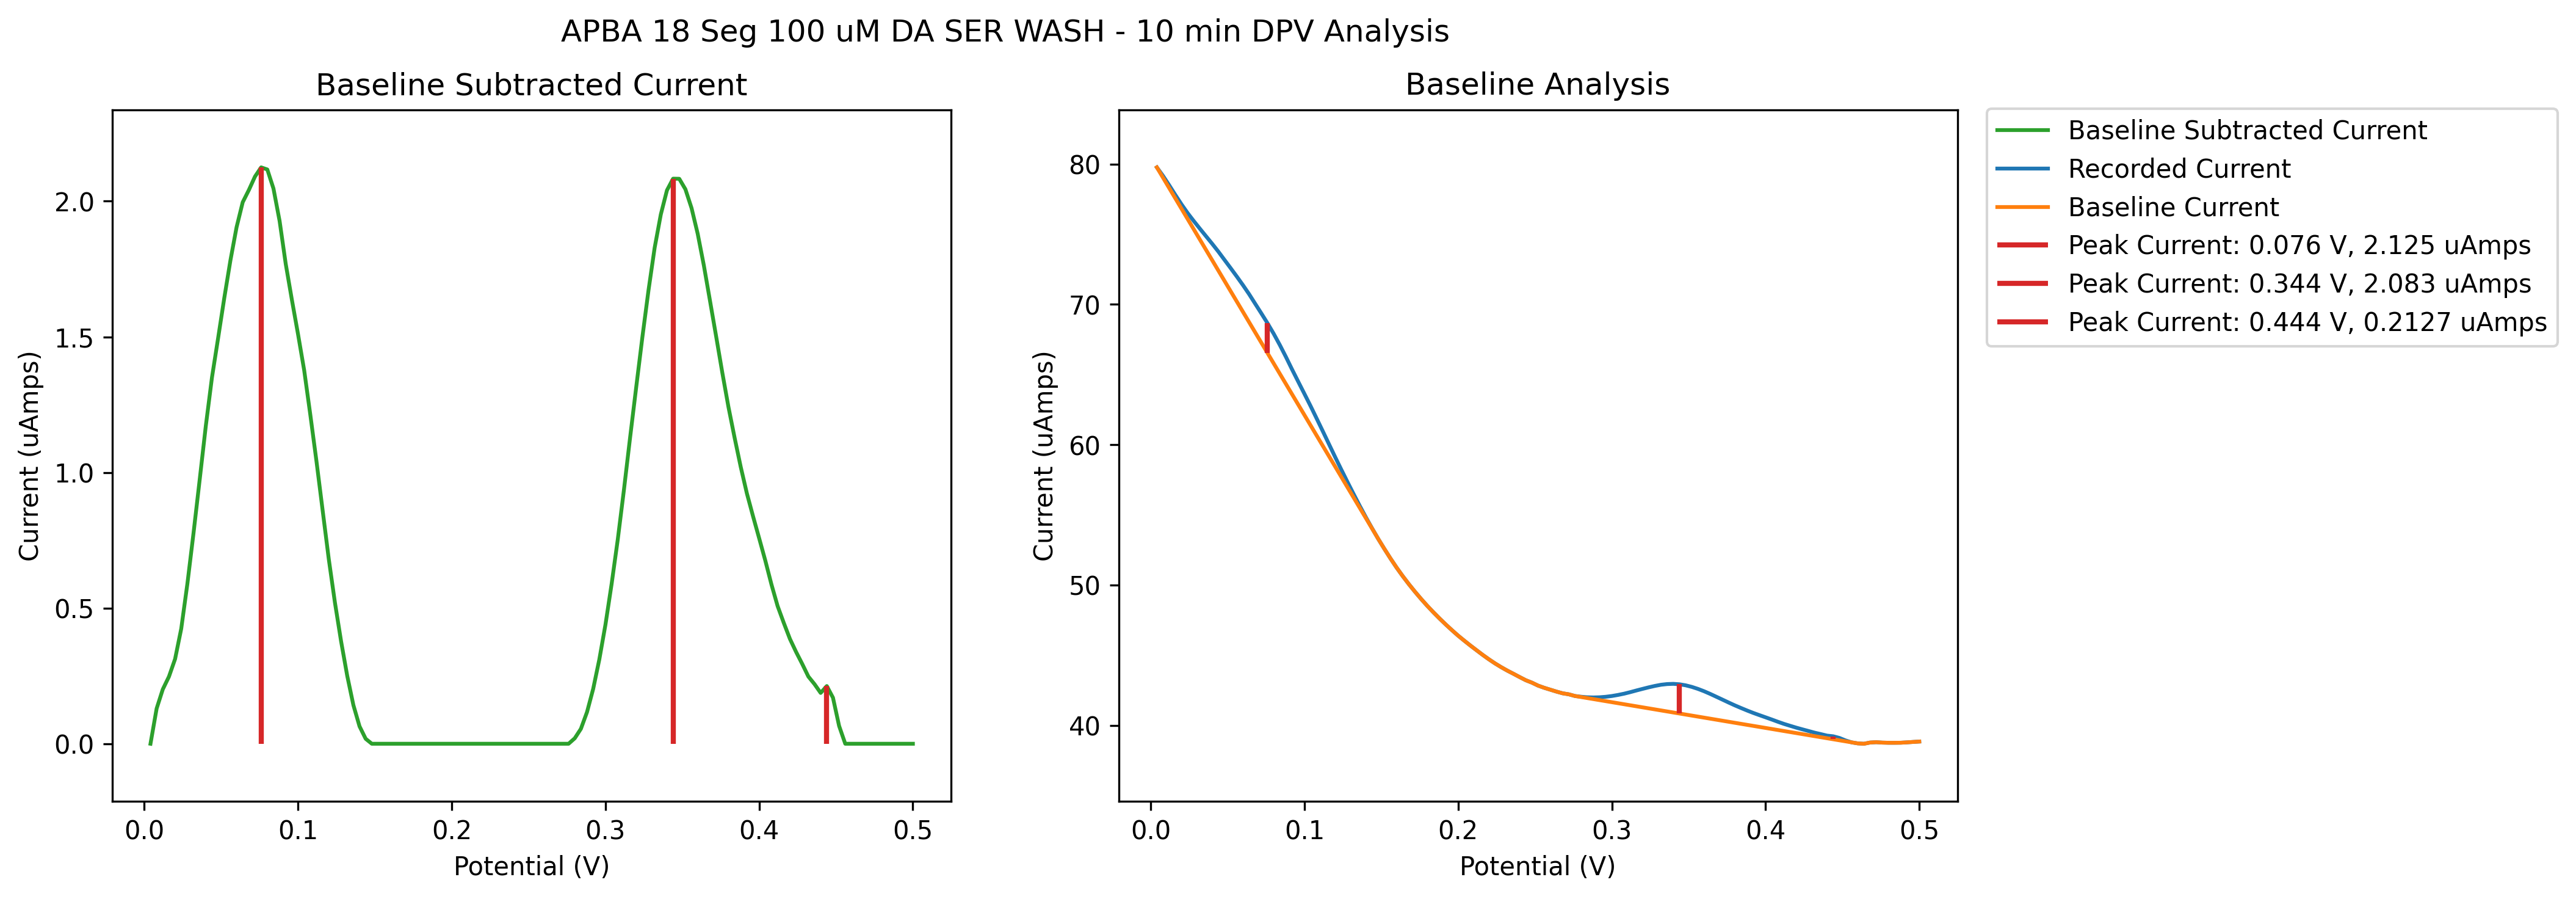 APBA 18 Seg 100 uM DA SER WASH - 10 min DPV Analysis
Baseline Subtracted Current
Current (uAmps)
2.0
1.5
1.0
0.5
0.0
0.0 0.1 0.2 0.3 0.4 0.5
Potential (V)
Baseline Analysis
Current (uAmps)
80
70
60
50
40
0.0 0.1 0.2 0.3 0.4 0.5
Potential (V)
Baseline Subtracted Current
Recorded Current
Baseline Current
Peak Current: 0.076 V, 2.125 uAmps
Peak Current: 0.344 V, 2.083 uAmps
Peak Current: 0.444 V, 0.2127 uAmps